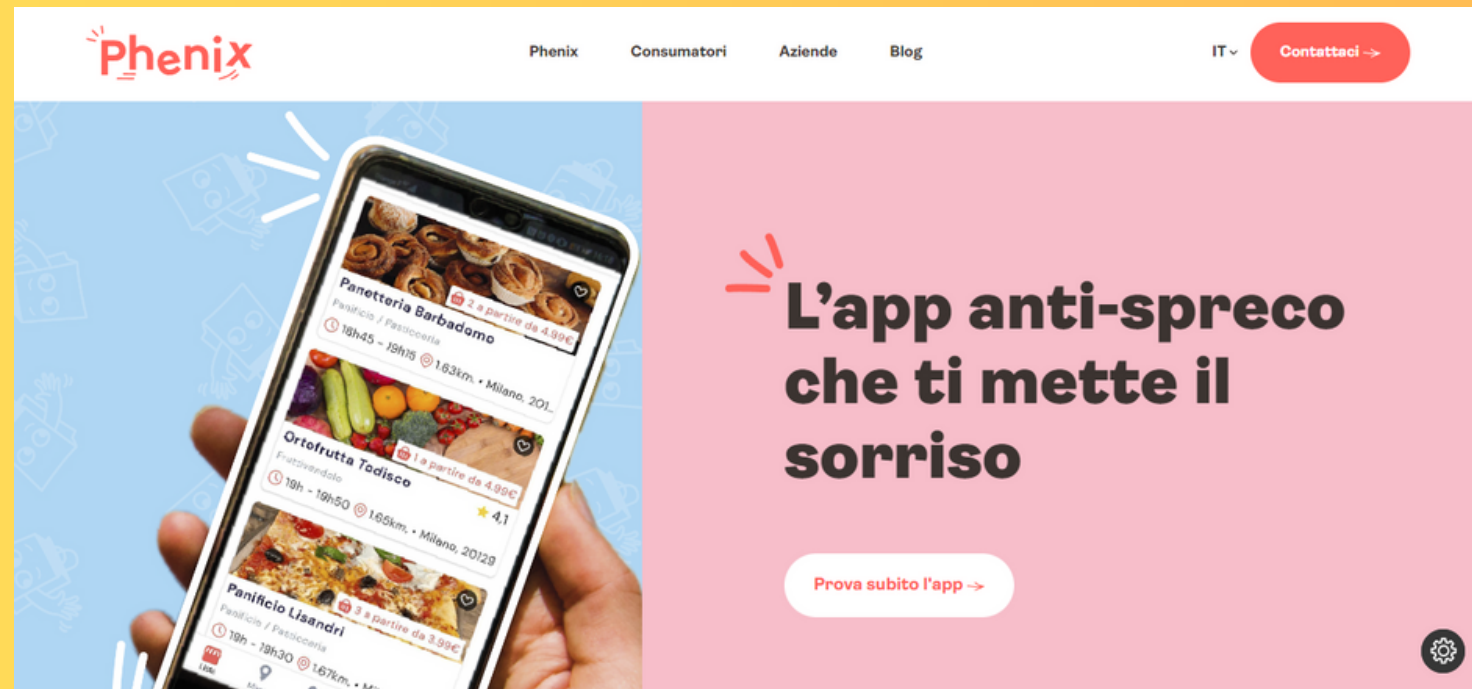 Phenix
Phenix Consumatori Aziende Blog
IT
Contattaci →
Panetteria Barbadomo
2 a partire da 4.99€
Panificio / Pasticceria
18h45 - 19h15 1.63km. • Milano, 201...
Ortofrutta Todisco
1 a partire da 4.99€
Fruttivendolo
4,1
19h - 19h50 1.65km. • Milano, 20129
Panificio Lisandri
3 a partire da 3.99€
Panificio / Pasticceria
19h - 19h30 1.67km. •
L'app anti-spreco
che ti mette il
sorriso
Prova subito l'app →